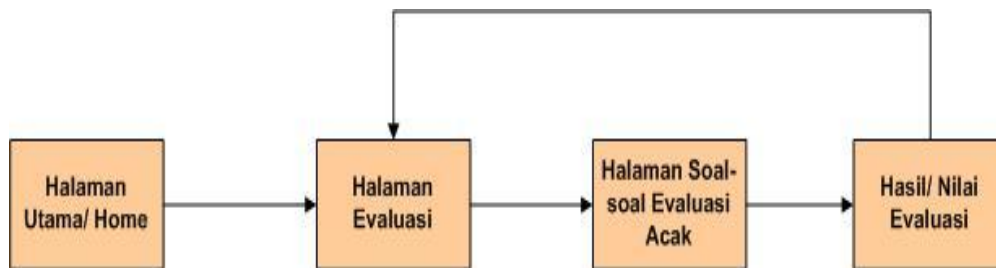 Halaman
Utama/ Home
Halaman
Evaluasi
Halaman Soal-
soal Evaluasi
Acak
Hasil/ Nilai
Evaluasi